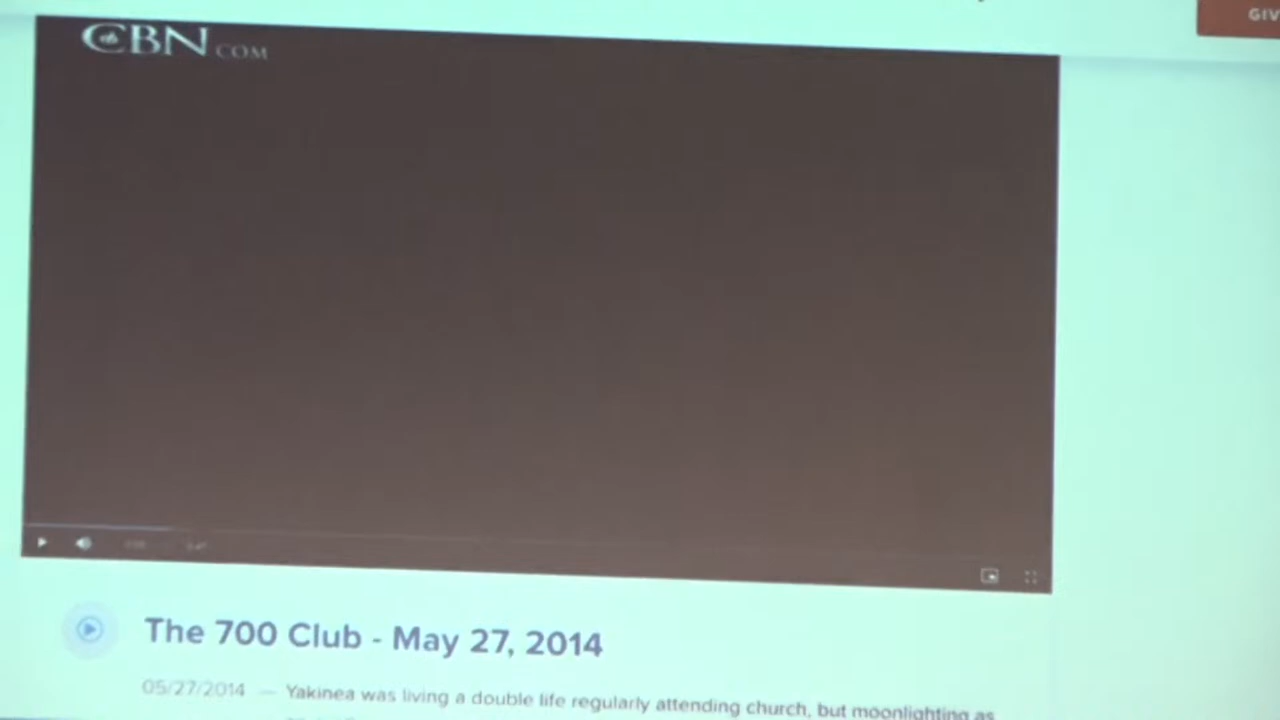 GIV
CBN.COM
The 700 Club - May 27, 2014
05/27/2014 — Yakinea was living a double life regularly attending church, but moonlighting as